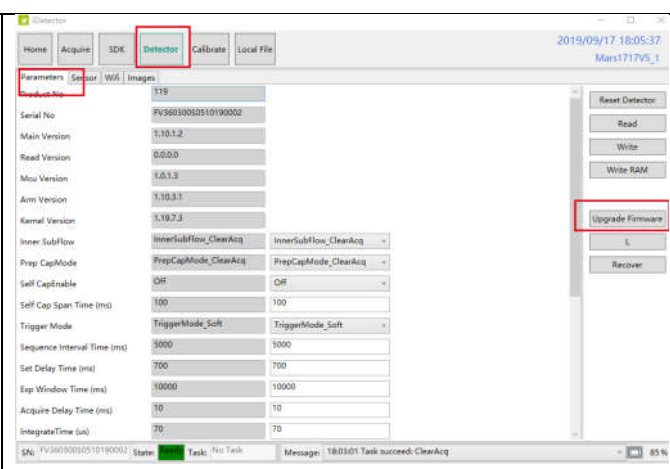 iDetector
2019/09/17 18:05:37
Mars1717V5_1
Home Acquire SDK Detector Calibrate Local File
Parameters Sensor Wifi Images
Product No 119
Serial No
Main Version 1.10.1.2
Read Version 0.0.0.0
Mcu Version 1.0.1.3
Arm Version 1.10.3.1
Kernel Version 1.19.7.3
Inner SubFlow InnerSubFlow_ClearAcq InnerSubFlow_ClearAcq
Prep CapMode PrepCapMode_ClearAcq PrepCapMode_ClearAcq
Self CapEnable Off Off
Self Cap Span Time (ms) 100 100
Trigger Mode TriggerMode_Soft TriggerMode_Soft
Sequence Interval Time (ms) 5000 5000
Set Delay Time (ms) 700 700
Exp Window Time (ms) 10000 10000
Acquire Delay Time (ms) 10 10
IntegrateTime (us) 70 70
Reset Detector
Read
Write
Write RAM
Upgrade Firmware
L
Recover
SN: State: Ready Task: No Task Message: 18:03:01 Task succeed: ClearAcq 85%